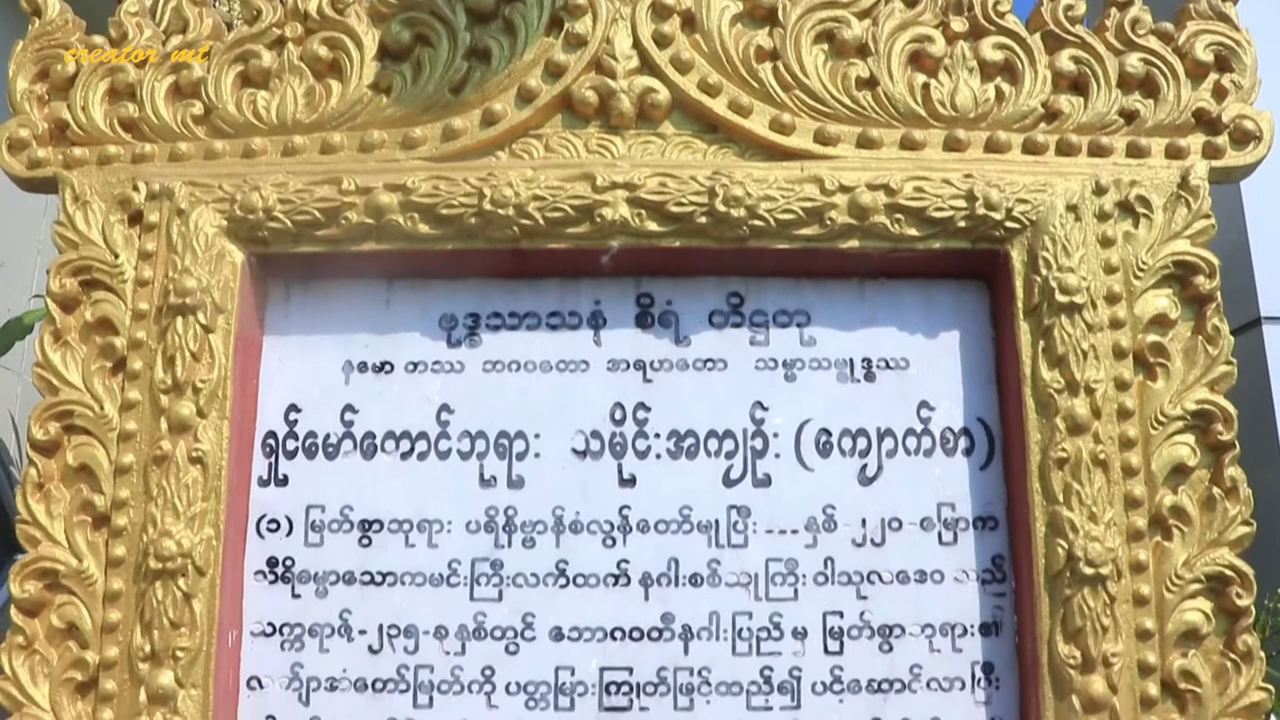 creator mt
ဗုဒ္ဓသာသနံ စိရံ တိဋ္ဌတု
နမော တဿ ဘဂဝတော အရဟတော သမ္မာသမ္ဗုဒ္ဓဿ
ရှင်မော်ကောင်ဘုရား သမိုင်းအကျဉ်း (ကျောက်စာ)
(၁) မြတ်စွာဘုရား ပရိနိဗ္ဗာန်စံလွန်တော်မူပြီး ... နှစ် -၂၂၀-မြောက
သီရိဓမ္မာသောကမင်းကြီးလက်ထက် နဂါးစစ်သူကြီး ဝါသုလဒေဝ သည်
သက္ကရာဇ်-၂၃၅-ခုနှစ်တွင် ဘောဂဝတီနဂါးပြည်မှ မြတ်စွာဘုရား၏
လက်ျာအံတော်မြတ်ကို ပတ္တမြားကြုတ်ဖြင့်ထည့်၍ ပင့်ဆောင်လာပြီး